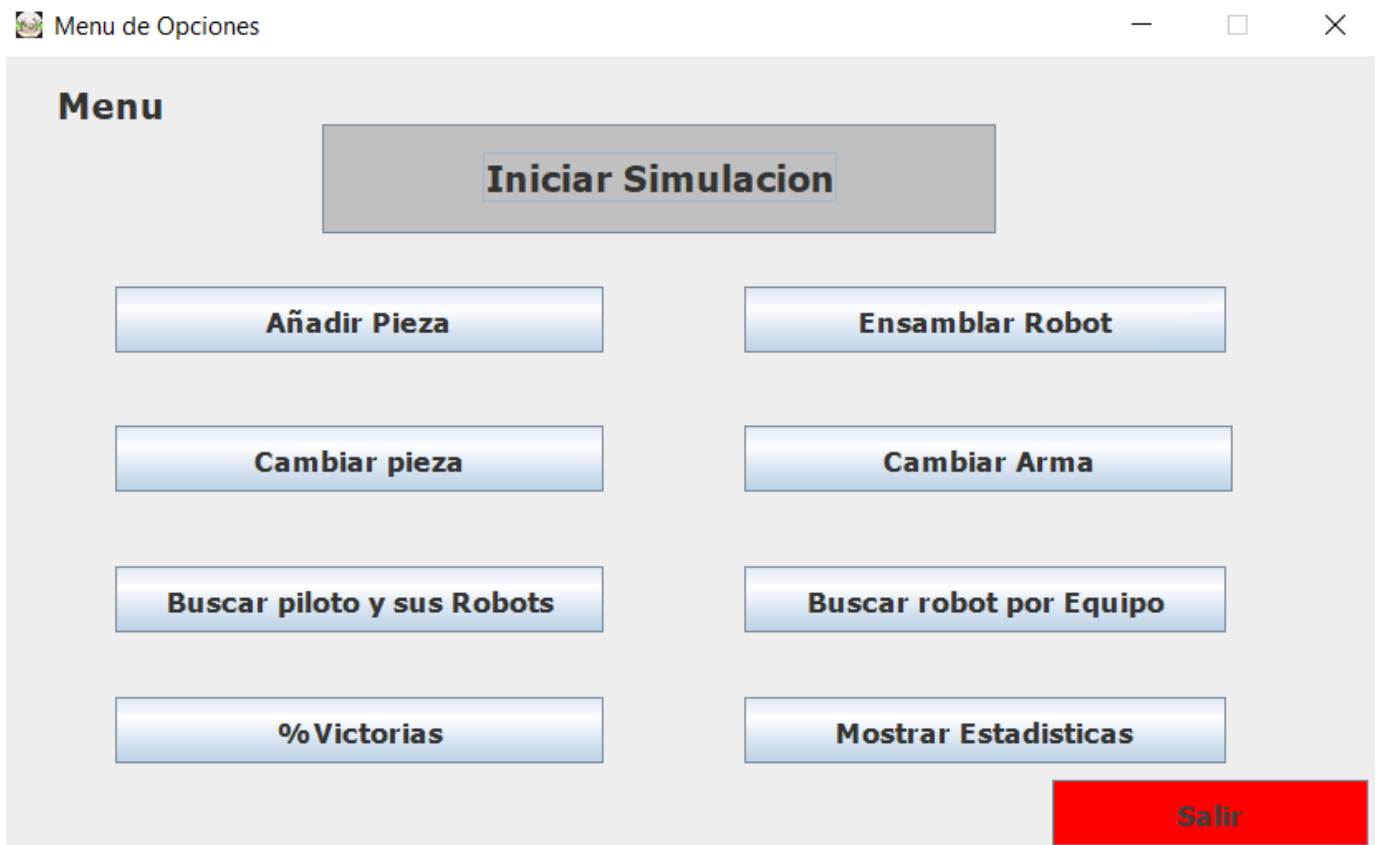 Menu de Opciones
Menu
Iniciar Simulacion
Añadir Pieza
Ensamblar Robot
Cambiar pieza
Cambiar Arma
Buscar piloto y sus Robots
Buscar robot por Equipo
%Victorias
Mostrar Estadisticas
Salir